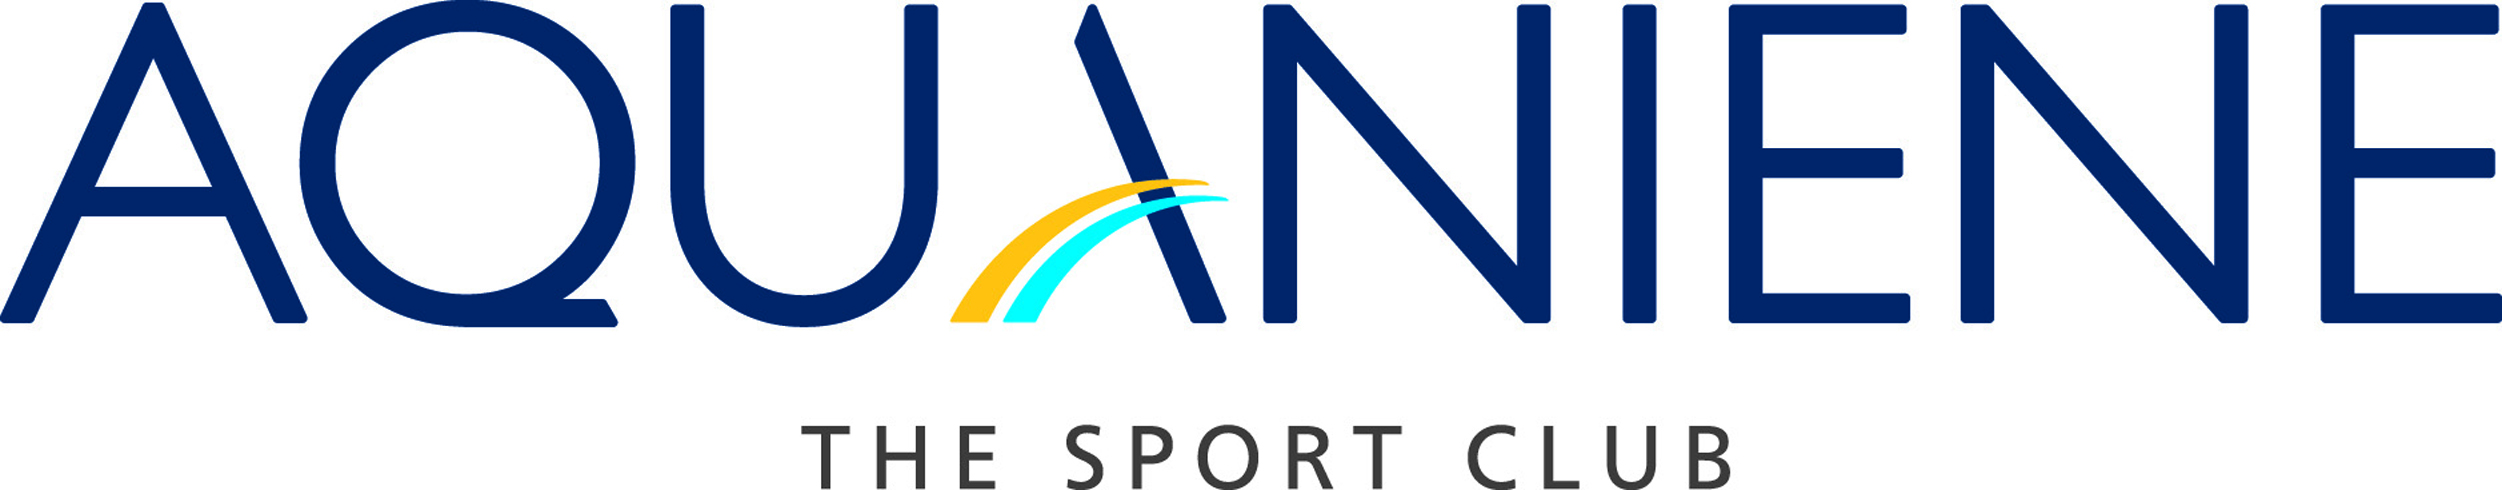 AQUANIENE
THE SPORT CLUB